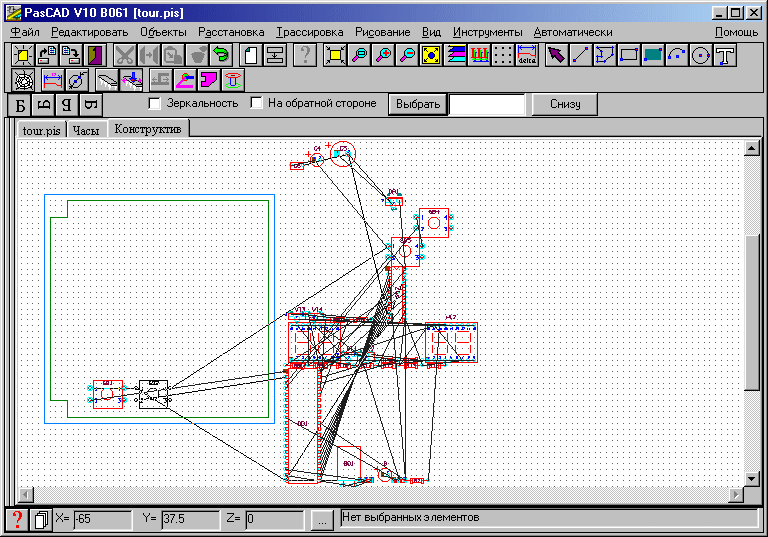 PasCAD V10 B061 [tour.pis]
Файл Редактировать Объекты Расстановка Трассировка Рисование Вид Инструменты Автоматически Помощь
delta
Зеркальность На обратной стороне Выбрать Снизу
tour.pis Часы Конструктив
X= -65 Y= 37.5 Z= 0 ... Нет выбранных элементов